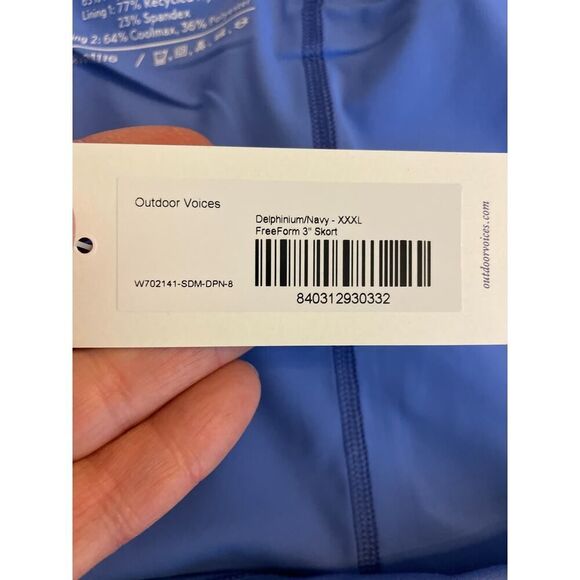 Lining 1: 77% Recycled
23% Spandex
2: 64% Coolmax, 36% Polyester
Outdoor Voices
Delphinium/Navy - XXXL
FreeForm 3" Skort
W702141-SDM-DPN-8
840312930332
outdoorvoices.com